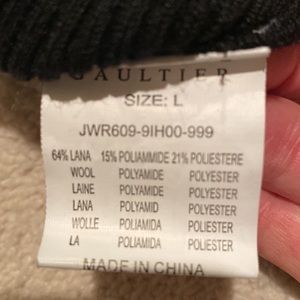 GAULTIER
SIZE: L
JWR609-9IH00-999
64% LANA 15% POLIAMMIDE 21% POLIESTERE
WOOL POLYAMIDE POLYESTER
LAINE POLYAMIDE POLYESTER
LANA POLYAMID POLYESTER
WOLLE POLIAMIDA POLIESTER
LA POLIAMIDA POLIESTER
MADE IN CHINA